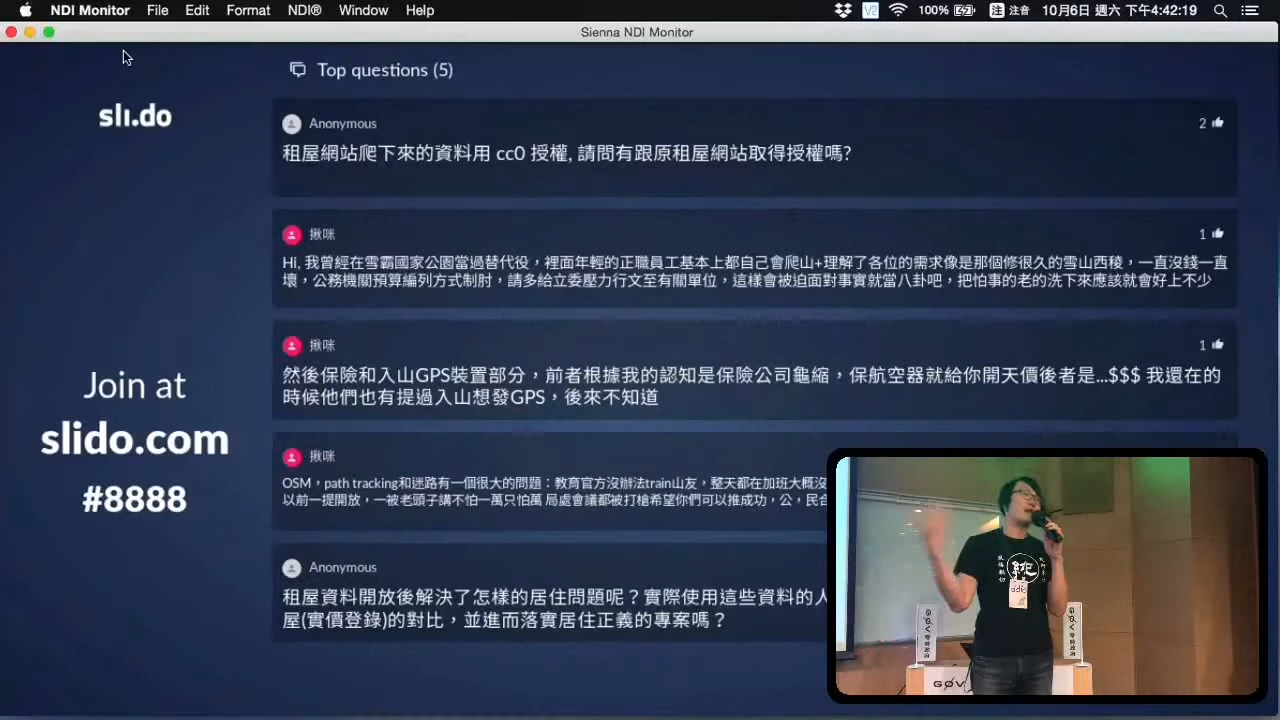 NDI Monitor File Edit Format NDI® Window Help
100% 注 注音 10月6日 週六 下午4:42:19
Sienna NDI Monitor
Top questions (5)
sli.do
Anonymous
2
租屋網站爬下來的資料用 cc0 授權, 請問有跟原租屋網站取得授權嗎?
揪咪
1
Hi, 我曾經在雪霸國家公園當過替代役，裡面年輕的正職員工基本上都自己會爬山+理解了各位的需求像是那個修很久的雪山西稜，一直沒錢一直
壞，公務機關預算編列方式制肘，請多給立委壓力行文至有關單位，這樣會被迫面對事實就當八卦吧，把怕事的老的洗下來應該就會好上不少
揪咪
1
然後保險和入山GPS裝置部分，前者根據我的認知是保險公司龜縮，保航空器就給你開天價後者是...$$$ 我還在的
時候他們也有提過入山想發GPS，後來不知道
揪咪
OSM，path tracking和迷路有一個很大的問題：教育官方沒辦法train山友，整天都在加班大概沒
以前一提開放，一被老頭子講不怕一萬只怕萬 局處會議都被打槍希望你們可以推成功，公，民合
Anonymous
租屋資料開放後解決了怎樣的居住問題呢？實際使用這些資料的人
屋(實價登錄)的對比，並進而落實居住正義的專案嗎？
Join at
slido.com
#8888
G0V
零時政府
G0V
零時政府
G0V